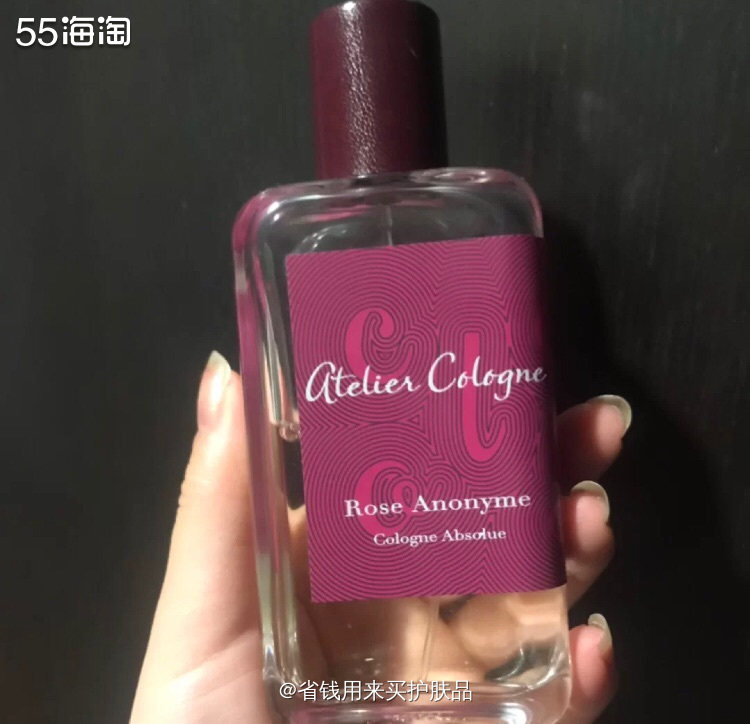 55海淘
Atelier Cologne
Rose Anonyme
Cologne Absolue
@省钱用来买护肤品